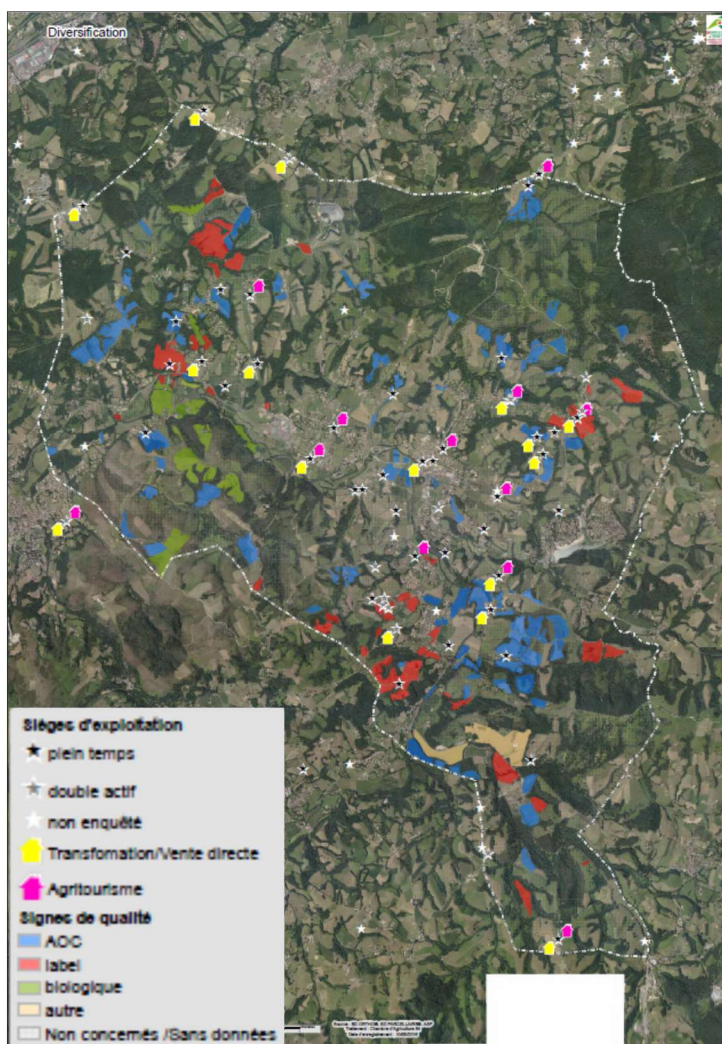 Diversification
Sièges d'exploitation
plein temps
double actif
non enquêté
Transfomation/Vente directe
Agritourisme
Signes de qualité
AOC
label
biologique
autre
Non concernés /Sans données